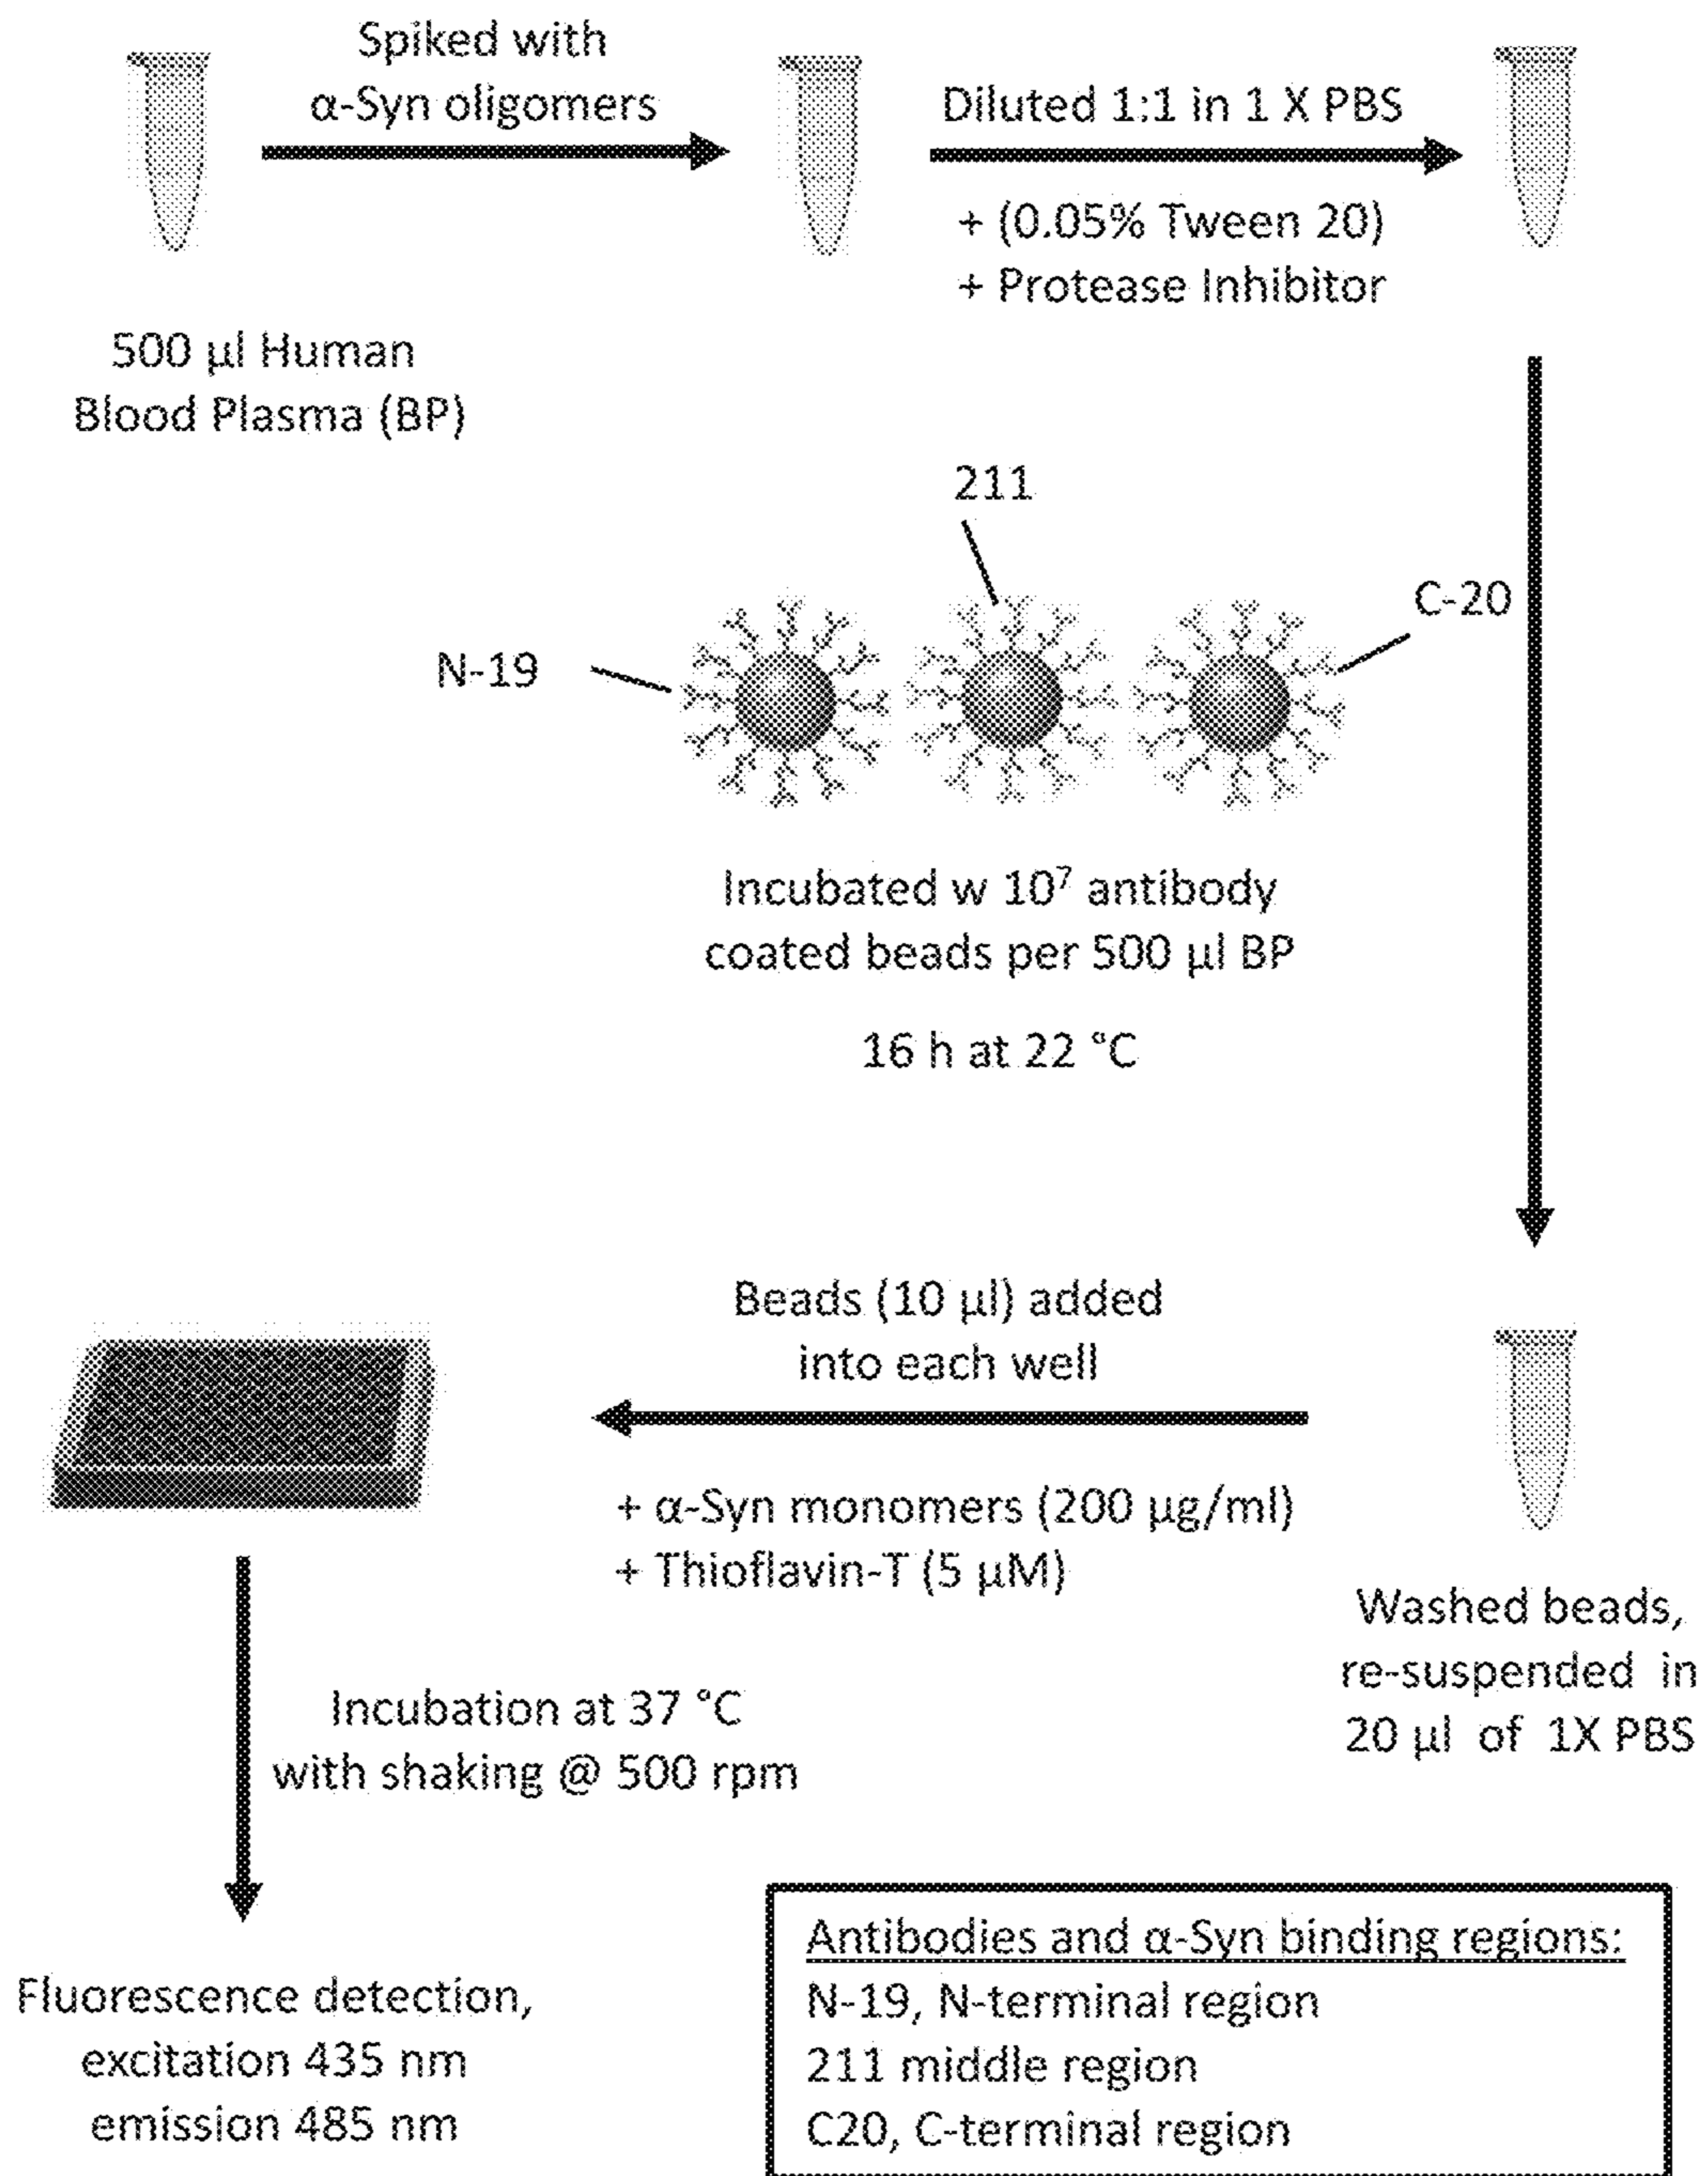 Spiked with
α-Syn oligomers
Diluted 1:1 in 1 X PBS
+ (0.05% Tween 20)
+ Protease Inhibitor
500 µl Human
Blood Plasma (BP)
211
C-20
N-19
Incubated w 10⁷ antibody
coated beads per 500 µl BP
16 h at 22 °C
Beads (10 µl) added
into each well
+ α-Syn monomers (200 µg/ml)
+ Thioflavin-T (5 µM)
Washed beads,
re-suspended in
20 µl of 1X PBS
Incubation at 37 °C
with shaking @ 500 rpm
Fluorescence detection,
excitation 435 nm
emission 485 nm
Antibodies and α-Syn binding regions:
N-19, N-terminal region
211 middle region
C20, C-terminal region